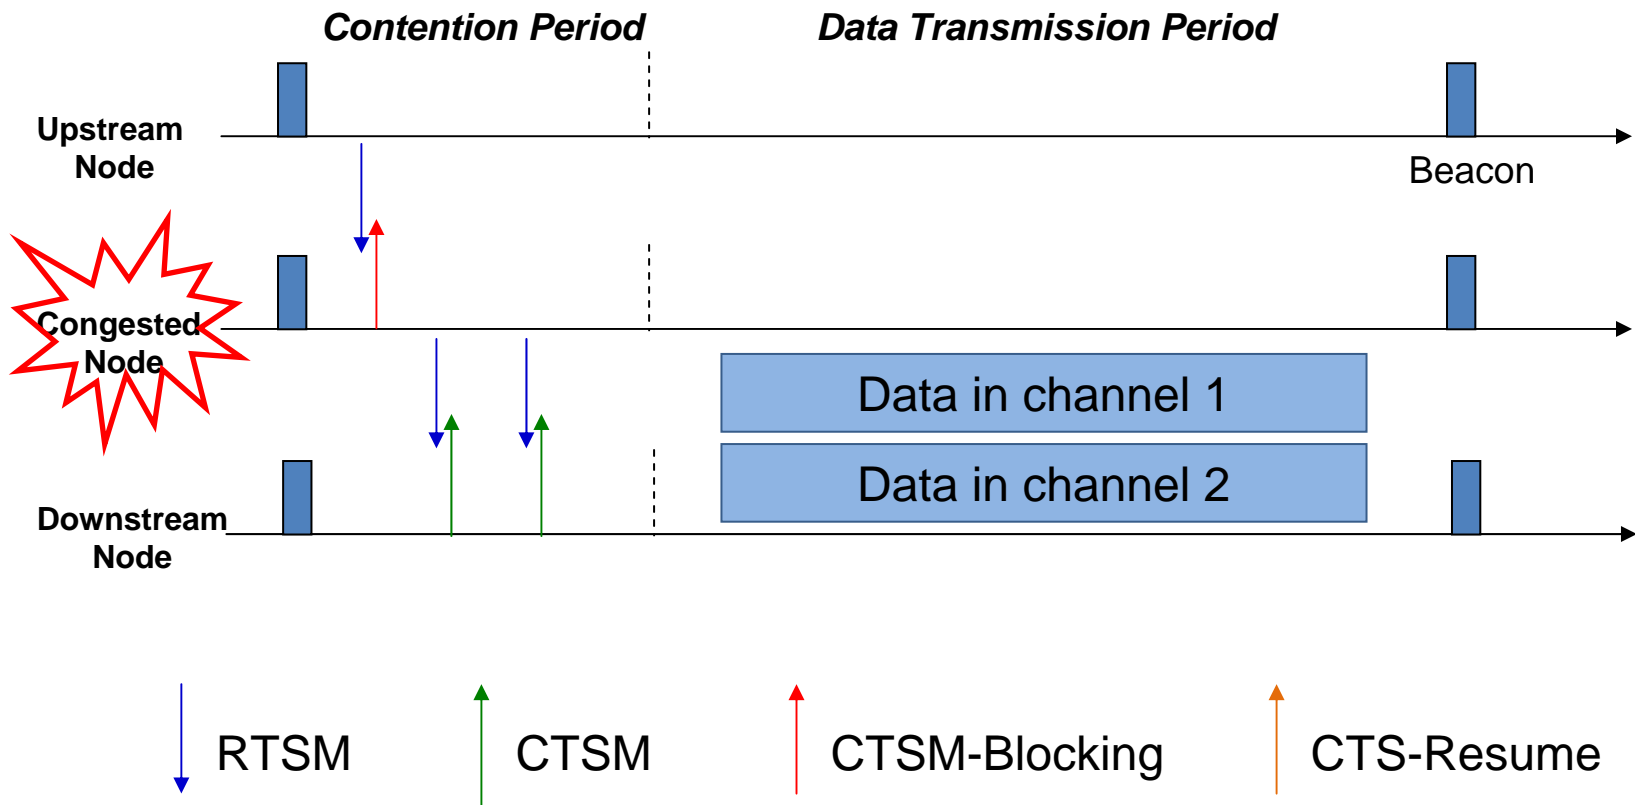 Contention Period
Data Transmission Period
Upstream
Node
Beacon
Congested
Node
Data in channel 1
Data in channel 2
Downstream
Node
RTSM
CTSM
CTSM-Blocking
CTS-Resume